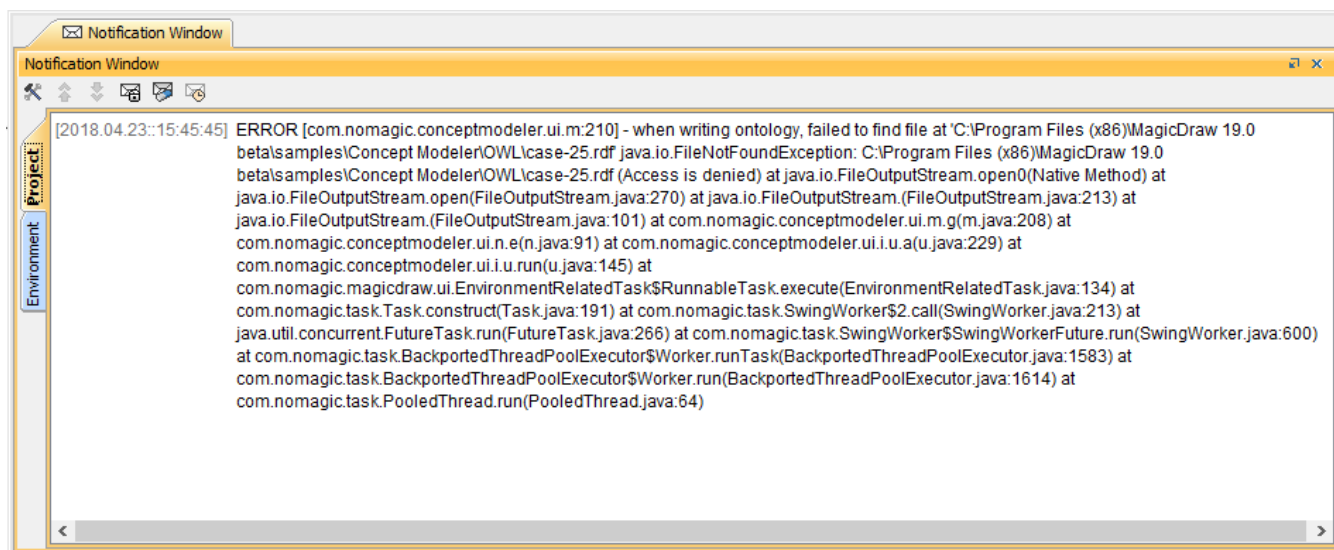 Notification Window
Notification Window
[2018.04.23::15:45:45] ERROR [com.nomagic.conceptmodeler.ui.m:210] - when writing ontology, failed to find file at 'C:\Program Files (x86)\MagicDraw 19.0
beta\samples\Concept Modeler\OWL\case-25.rdf' java.io.FileNotFoundException: C:\Program Files (x86)\MagicDraw 19.0
beta\samples\Concept Modeler\OWL\case-25.rdf (Access is denied) at java.io.FileOutputStream.open0(Native Method) at
java.io.FileOutputStream.open(FileOutputStream.java:270) at java.io.FileOutputStream.(FileOutputStream.java:213) at
java.io.FileOutputStream.(FileOutputStream.java:101) at com.nomagic.conceptmodeler.ui.m.g(m.java:208) at
com.nomagic.conceptmodeler.ui.n.e(n.java:91) at com.nomagic.conceptmodeler.ui.i.u.a(u.java:229) at
com.nomagic.conceptmodeler.ui.i.u.run(u.java:145) at
com.nomagic.magicdraw.ui.EnvironmentRelatedTask$RunnableTask.execute(EnvironmentRelatedTask.java:134) at
com.nomagic.task.Task.construct(Task.java:191) at com.nomagic.task.SwingWorker$2.call(SwingWorker.java:213) at
java.util.concurrent.FutureTask.run(FutureTask.java:266) at com.nomagic.task.SwingWorker$SwingWorkerFuture.run(SwingWorker.java:600)
at com.nomagic.task.BackportedThreadPoolExecutor$Worker.runTask(BackportedThreadPoolExecutor.java:1583) at
com.nomagic.task.BackportedThreadPoolExecutor$Worker.run(BackportedThreadPoolExecutor.java:1614) at
com.nomagic.task.PooledThread.run(PooledThread.java:64)
Project
Environment